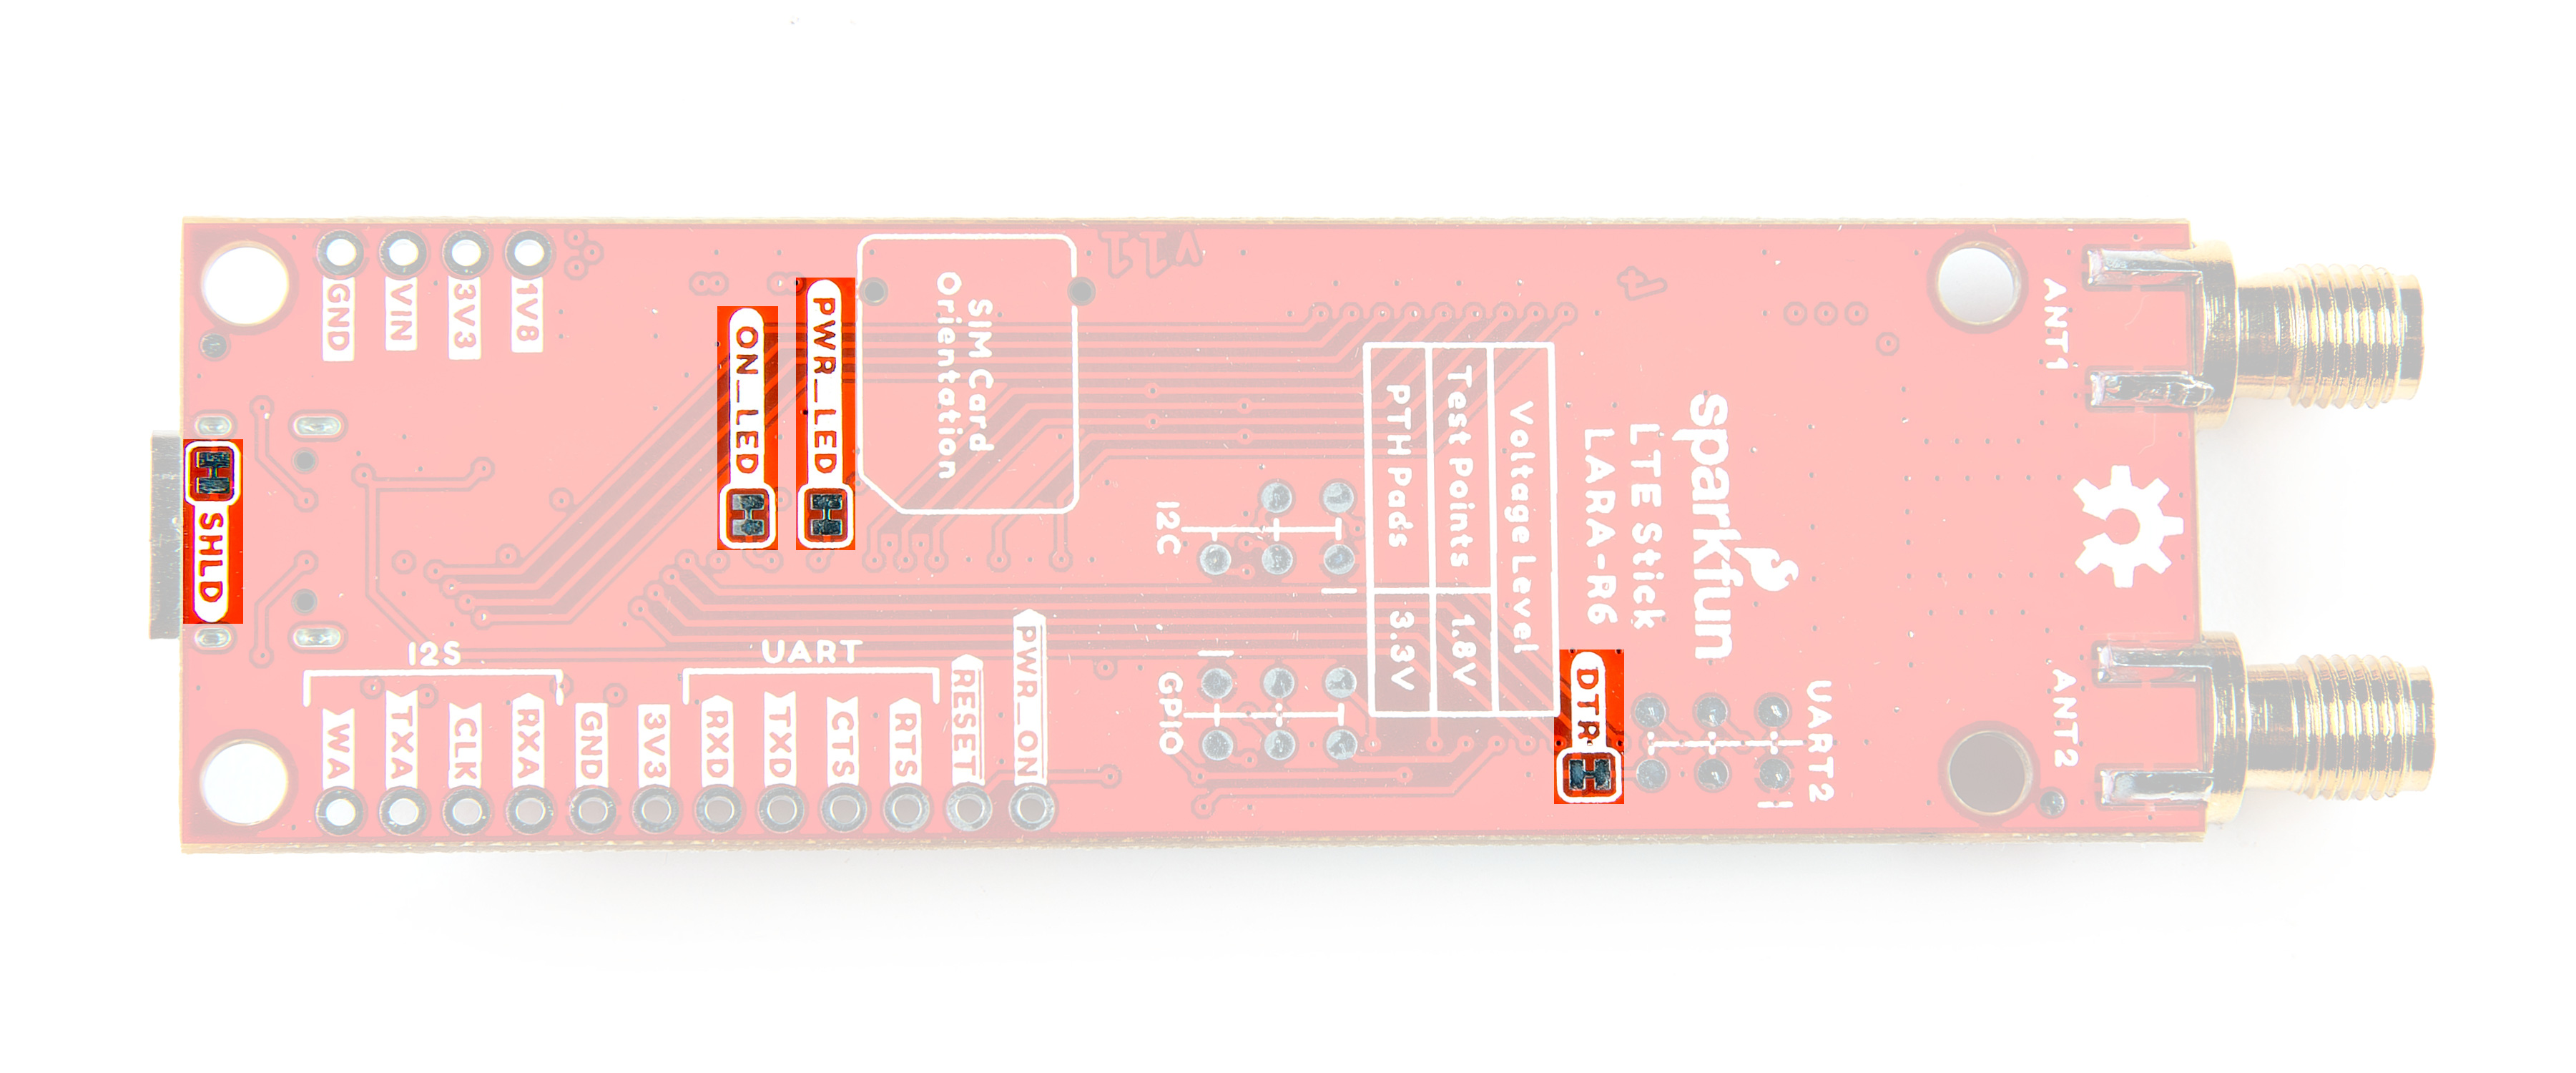 GND
VIN
3V3
1V8
ON_LED
PWR_LED
SIM Card
Orientation
SHLD
I2C
GPIO
Voltage Level
Test Points 1.8V
PTH Pads 3.3V
sparkfun
LTE Stick
LARA-R6
ANT1
ANT2
DTR
UART2
I2S
WA
TXA
CLK
RXA
GND
3V3
UART
RXD
TXD
CTS
RTS
RESET
PWR_ON